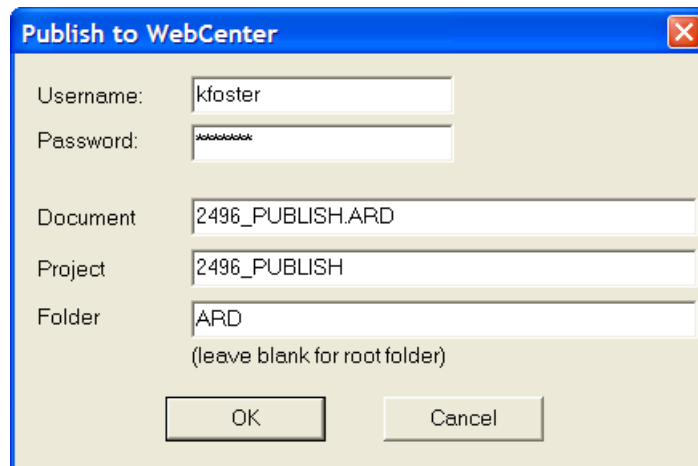 Publish to WebCenter
Username: kfoster
Password: ********
Document 2496_PUBLISH.ARD
Project 2496_PUBLISH
Folder ARD
(leave blank for root folder)
OK Cancel